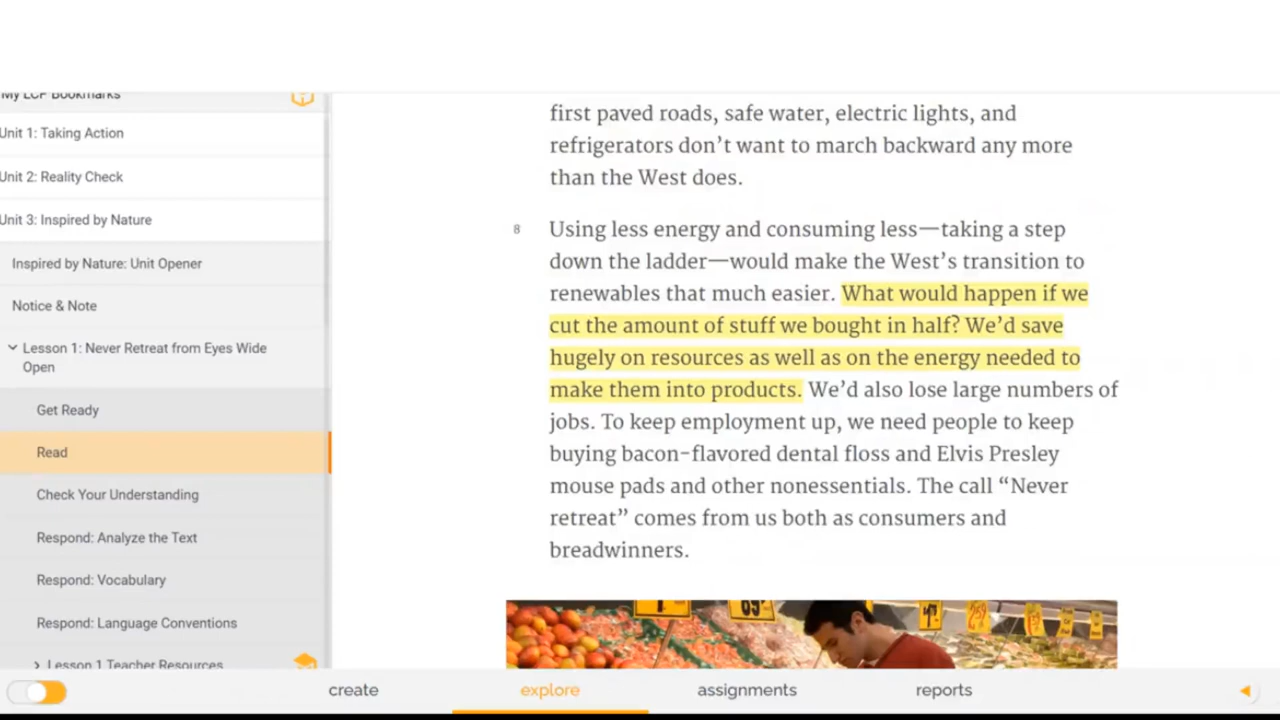 My LCP Bookmarks
Unit 1: Taking Action
Unit 2: Reality Check
Unit 3: Inspired by Nature
Inspired by Nature: Unit Opener
Notice & Note
Lesson 1: Never Retreat from Eyes Wide
Open
Get Ready
Read
Check Your Understanding
Respond: Analyze the Text
Respond: Vocabulary
Respond: Language Conventions
Lesson 1 Teacher Resources
first paved roads, safe water, electric lights, and
refrigerators don’t want to march backward any more
than the West does.
8
Using less energy and consuming less—taking a step
down the ladder—would make the West’s transition to
renewables that much easier. What would happen if we
cut the amount of stuff we bought in half? We’d save
hugely on resources as well as on the energy needed to
make them into products. We’d also lose large numbers of
jobs. To keep employment up, we need people to keep
buying bacon-flavored dental floss and Elvis Presley
mouse pads and other nonessentials. The call “Never
retreat” comes from us both as consumers and
breadwinners.
create
explore
assignments
reports